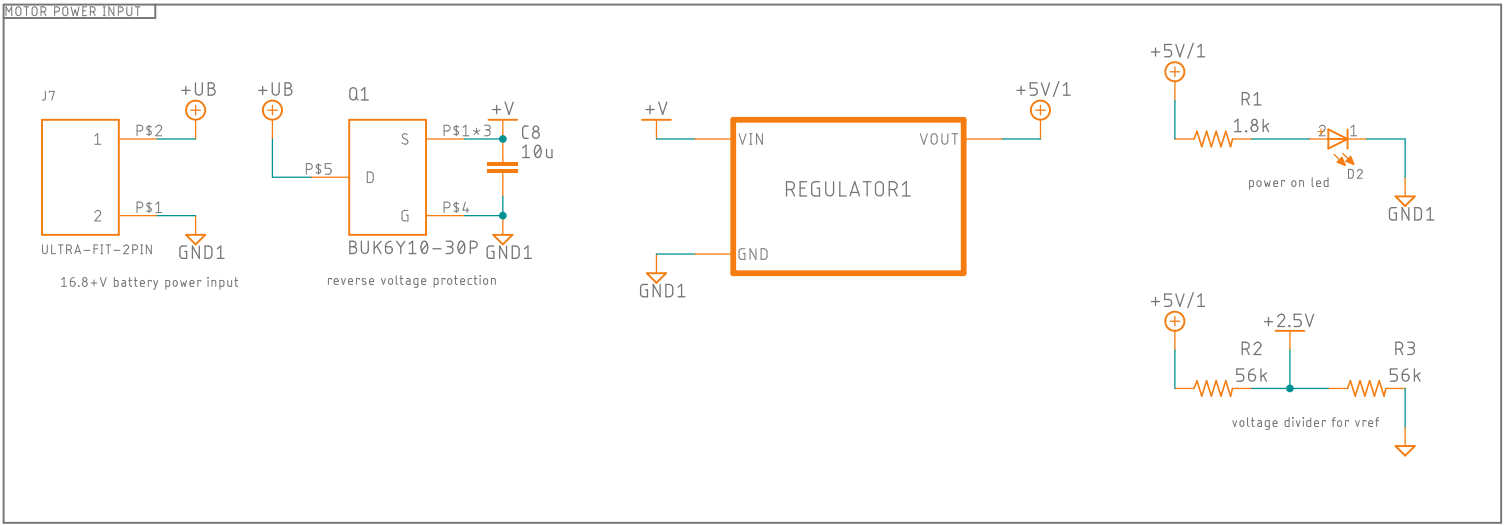 MOTOR POWER INPUT
J7
+UB
1
P$2
2
P$1
GND1
ULTRA-FIT-2PIN
16.8+V battery power input
+UB
Q1
+V
S
P$1*3
C8
10u
P$5
D
G
P$4
BUK6Y10-30P
GND1
reverse voltage protection
+V
VIN
VOUT
+5V/1
REGULATOR1
GND
GND1
+5V/1
R1
1.8k
2
1
D2
power on led
GND1
+5V/1
+2.5V
R2
56k
R3
56k
voltage divider for vref